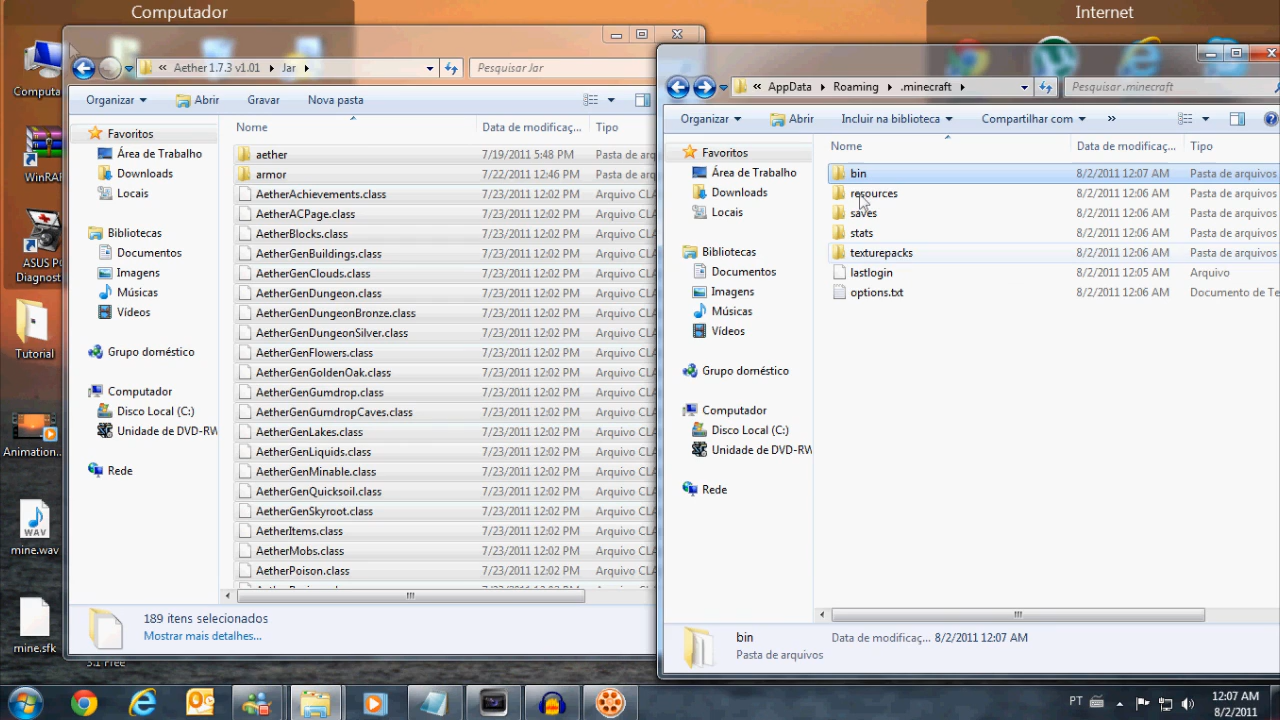 Computador
Internet
Computa
WinRAR
ASUS PC
Diagnost
Tutorial
Animation...
mine.wav
mine.sfk
3.1 Free
Aether 1.7.3 v1.01
Jar
Pesquisar Jar
Organizar
Abrir
Gravar
Nova pasta
Favoritos
Área de Trabalho
Downloads
Locais
Bibliotecas
Documentos
Imagens
Músicas
Vídeos
Grupo doméstico
Computador
Disco Local (C:)
Unidade de DVD-RW
Rede
Nome Data de modificaç... Tipo
aether 7/19/2011 5:48 PM Pasta de arq
armor 7/22/2011 12:46 PM Pasta de arq
AetherAchievements.class 7/23/2011 12:02 PM Arquivo CLA
AetherACPage.class 7/23/2011 12:02 PM Arquivo CLA
AetherBlocks.class 7/23/2011 12:02 PM Arquivo CLA
AetherGenBuildings.class 7/23/2011 12:02 PM Arquivo CLA
AetherGenClouds.class 7/23/2011 12:02 PM Arquivo CLA
AetherGenDungeon.class 7/23/2011 12:02 PM Arquivo CLA
AetherGenDungeonBronze.class 7/23/2011 12:02 PM Arquivo CLA
AetherGenDungeonSilver.class 7/23/2011 12:02 PM Arquivo CLA
AetherGenFlowers.class 7/23/2011 12:02 PM Arquivo CLA
AetherGenGoldenOak.class 7/23/2011 12:02 PM Arquivo CLA
AetherGenGumdrop.class 7/23/2011 12:02 PM Arquivo CLA
AetherGenGumdropCaves.class 7/23/2011 12:02 PM Arquivo CLA
AetherGenLakes.class 7/23/2011 12:02 PM Arquivo CLA
AetherGenLiquids.class 7/23/2011 12:02 PM Arquivo CLA
AetherGenMinable.class 7/23/2011 12:02 PM Arquivo CLA
AetherGenQuicksoil.class 7/23/2011 12:02 PM Arquivo CLA
AetherGenSkyroot.class 7/23/2011 12:02 PM Arquivo CLA
AetherItems.class 7/23/2011 12:02 PM Arquivo CLA
AetherMobs.class 7/23/2011 12:02 PM Arquivo CLA
AetherPoison.class 7/23/2011 12:02 PM Arquivo CLA
189 itens selecionados
Mostrar mais detalhes...
AppData
Roaming
.minecraft
Pesquisar .minecraft
Organizar
Abrir
Incluir na biblioteca
Compartilhar com
Favoritos
Área de Trabalho
Downloads
Locais
Bibliotecas
Documentos
Imagens
Músicas
Vídeos
Grupo doméstico
Computador
Disco Local (C:)
Unidade de DVD-RW
Rede
Nome Data de modificaç... Tipo
bin 8/2/2011 12:07 AM Pasta de arquivos
resources 8/2/2011 12:06 AM Pasta de arquivos
saves 8/2/2011 12:06 AM Pasta de arquivos
stats 8/2/2011 12:06 AM Pasta de arquivos
texturepacks 8/2/2011 12:06 AM Pasta de arquivos
lastlogin 8/2/2011 12:05 AM Arquivo
options.txt 8/2/2011 12:06 AM Documento de Te
bin Data de modificaç... 8/2/2011 12:07 AM
Pasta de arquivos
PT
12:07 AM
8/2/2011